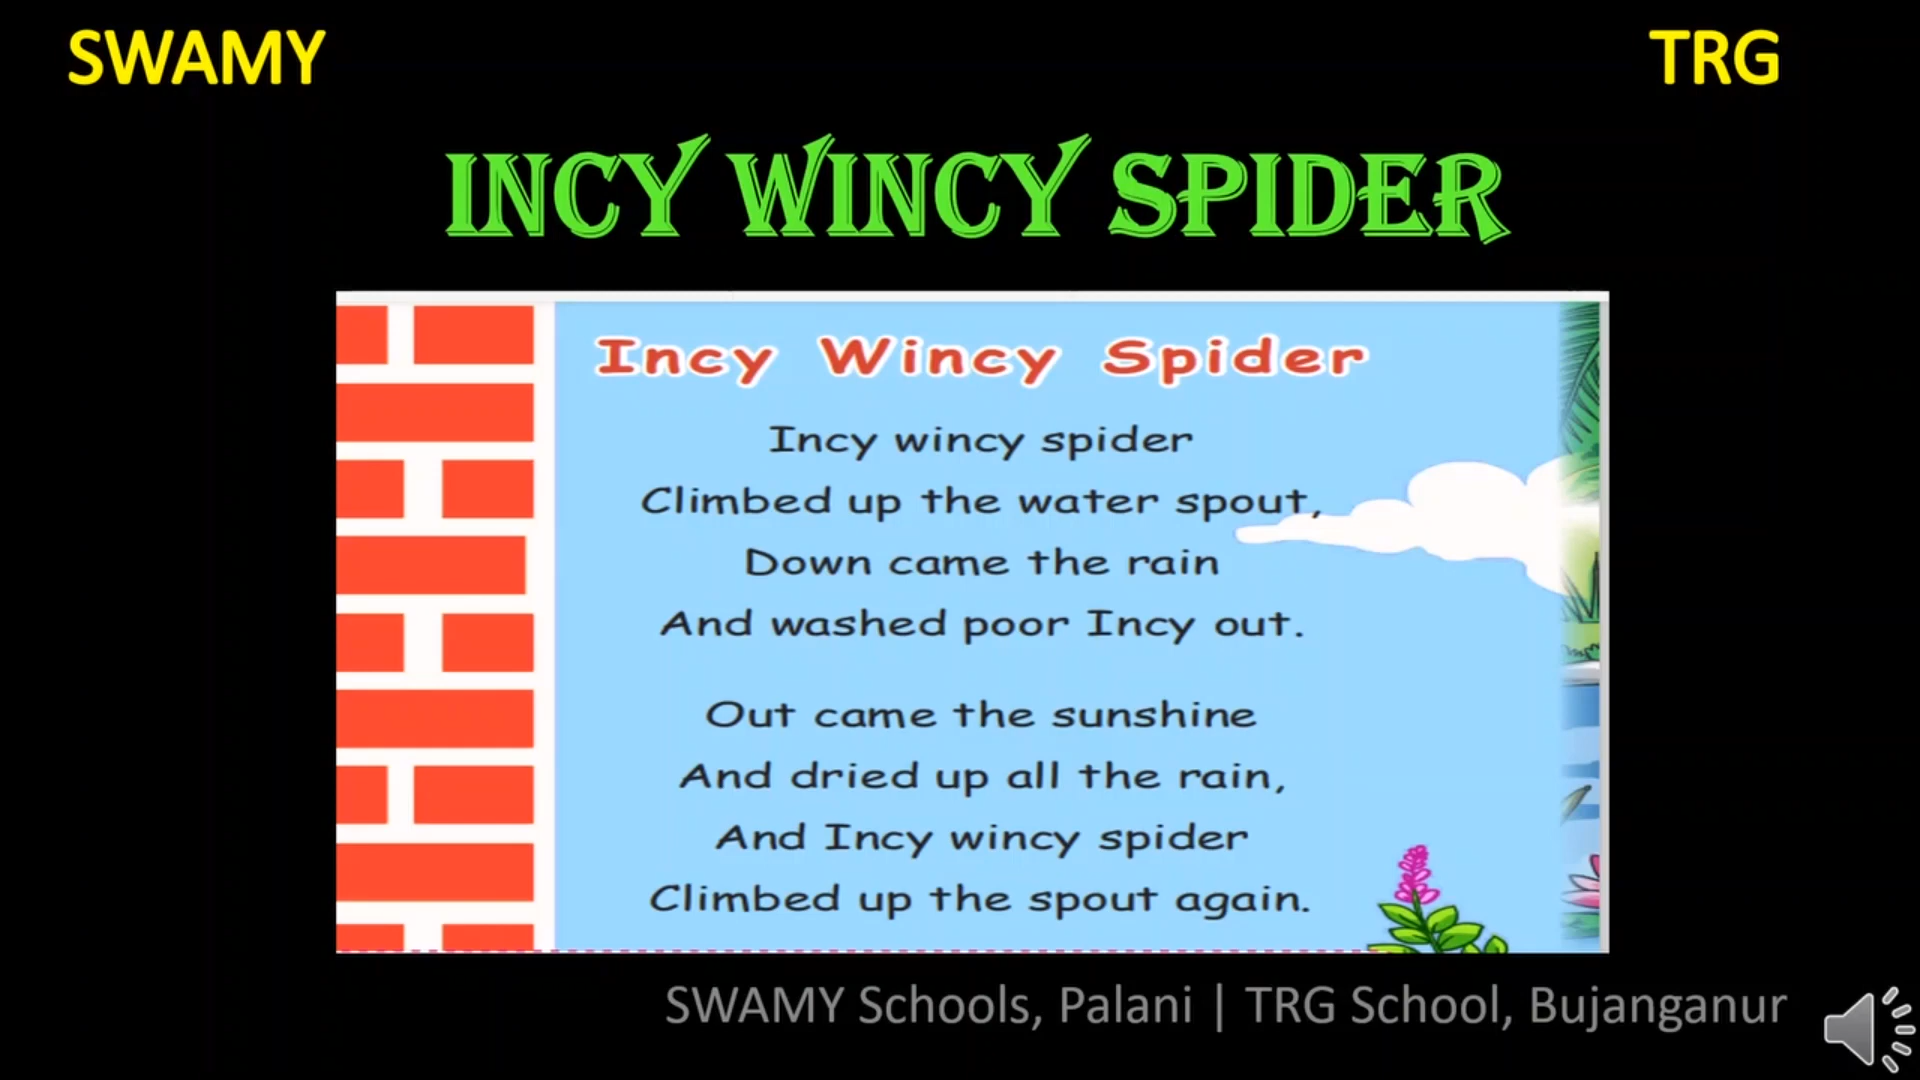 SWAMY
TRG
INCY WINCY SPIDER
Incy Wincy Spider
Incy wincy spider
Climbed up the water spout,
Down came the rain
And washed poor Incy out.
Out came the sunshine
And dried up all the rain,
And Incy wincy spider
Climbed up the spout again.
SWAMY Schools, Palani | TRG School, Bujanganur